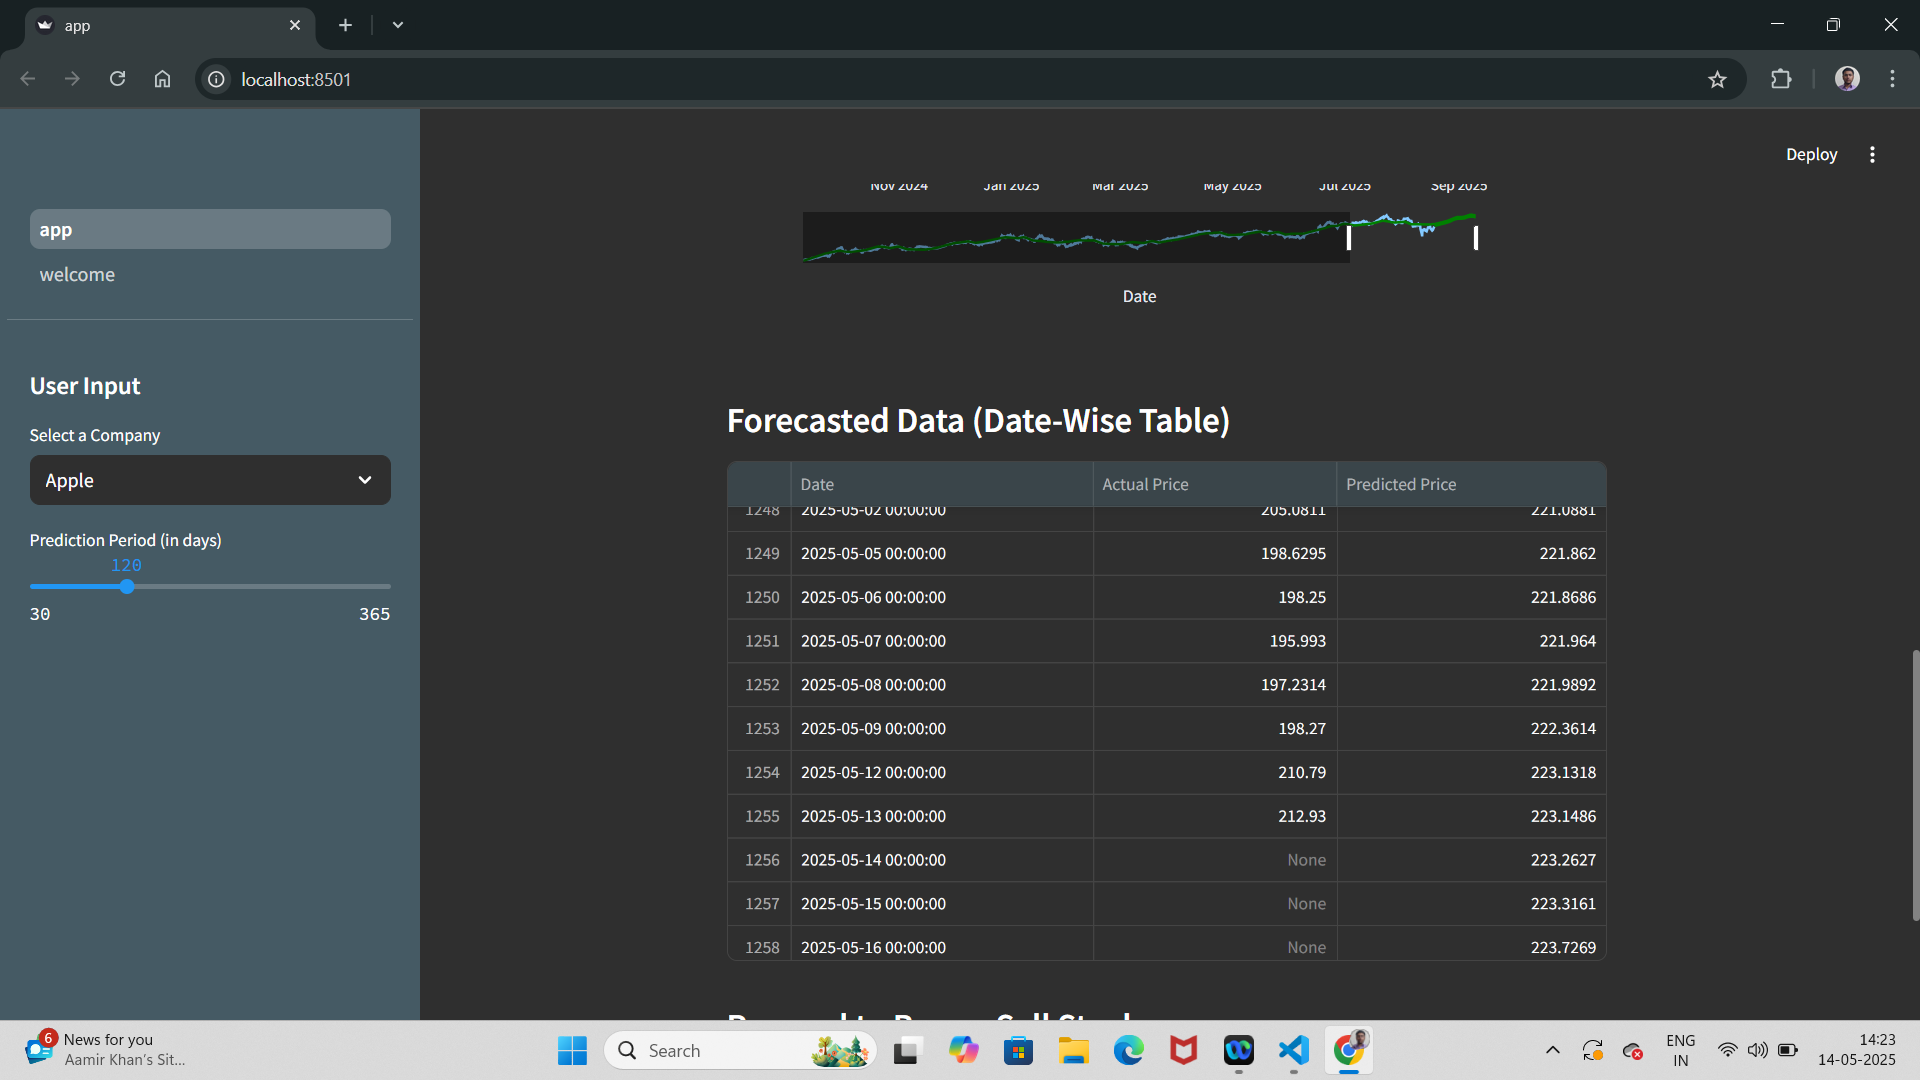 app
localhost:8501
Deploy
app
welcome
User Input
Select a Company
Apple
Prediction Period (in days)
120
30 365
Nov 2024 Jan 2025 Mar 2025 May 2025 Jul 2025 Sep 2025
Date
Forecasted Data (Date-Wise Table)
Date Actual Price Predicted Price
1248 2025-05-02 00:00:00 205.0811 221.0881
1249 2025-05-05 00:00:00 198.6295 221.862
1250 2025-05-06 00:00:00 198.25 221.8686
1251 2025-05-07 00:00:00 195.993 221.964
1252 2025-05-08 00:00:00 197.2314 221.9892
1253 2025-05-09 00:00:00 198.27 222.3614
1254 2025-05-12 00:00:00 210.79 223.1318
1255 2025-05-13 00:00:00 212.93 223.1486
1256 2025-05-14 00:00:00 None 223.2627
1257 2025-05-15 00:00:00 None 223.3161
1258 2025-05-16 00:00:00 None 223.7269
6
News for you
Aamir Khan's Sit...
Search
ENG
IN
14:23
14-05-2025